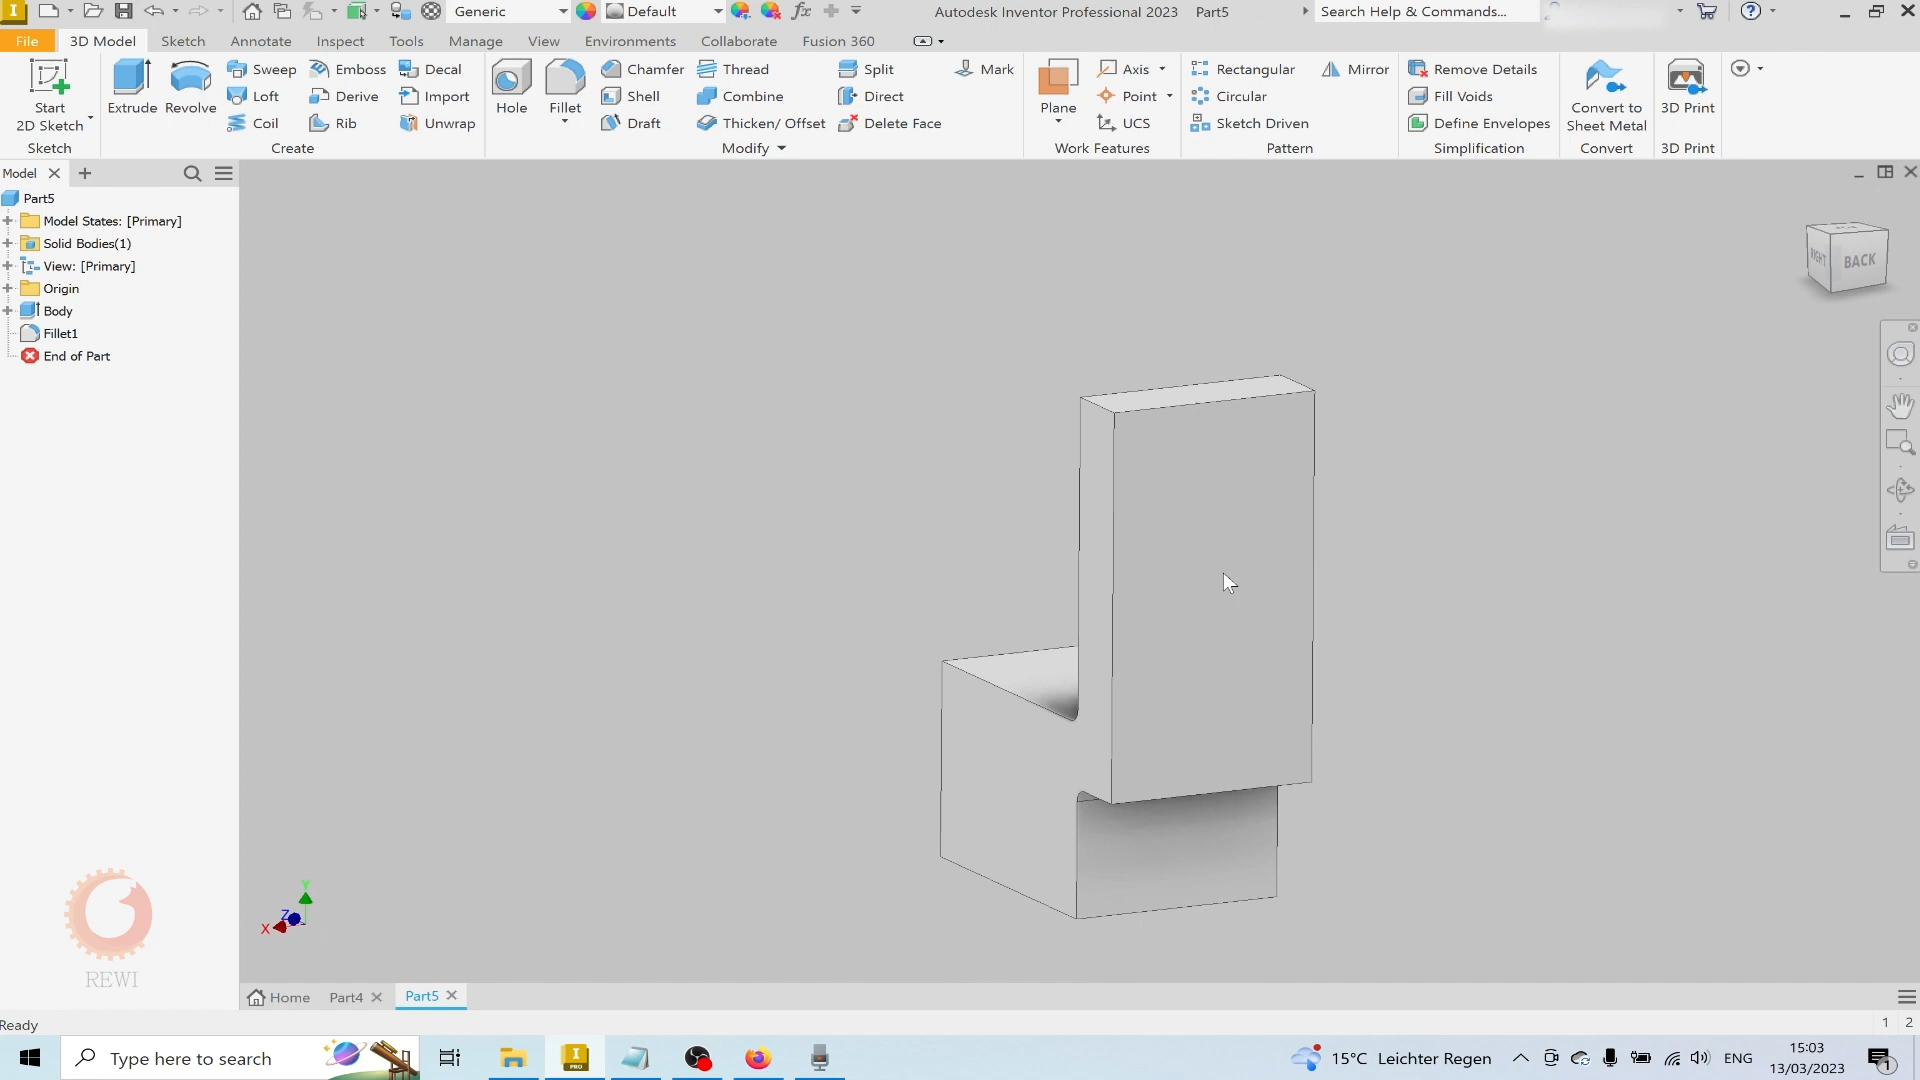 Generic
Default
Autodesk Inventor Professional 2023 Part5
Search Help & Commands...
File 3D Model Sketch Annotate Inspect Tools Manage View Environments Collaborate Fusion 360
Start
2D Sketch
Sketch
Extrude
Revolve
Sweep
Loft
Coil
Emboss
Derive
Rib
Decal
Import
Unwrap
Create
Hole
Fillet
Chamfer
Shell
Draft
Thread
Combine
Thicken/ Offset
Split
Direct
Delete Face
Mark
Modify
Plane
Axis
Point
UCS
Work Features
Rectangular
Circular
Sketch Driven
Mirror
Pattern
Remove Details
Fill Voids
Define Envelopes
Simplification
Convert to
Sheet Metal
Convert
3D Print
3D Print
Model
Part5
Model States: [Primary]
Solid Bodies(1)
View: [Primary]
Origin
Body
Fillet1
End of Part
RIGHT BACK
Y
Z
X
REWI
Home Part4 Part5
Ready
1 2
Type here to search
PRO
15°C Leichter Regen
ENG
15:03
13/03/2023
1